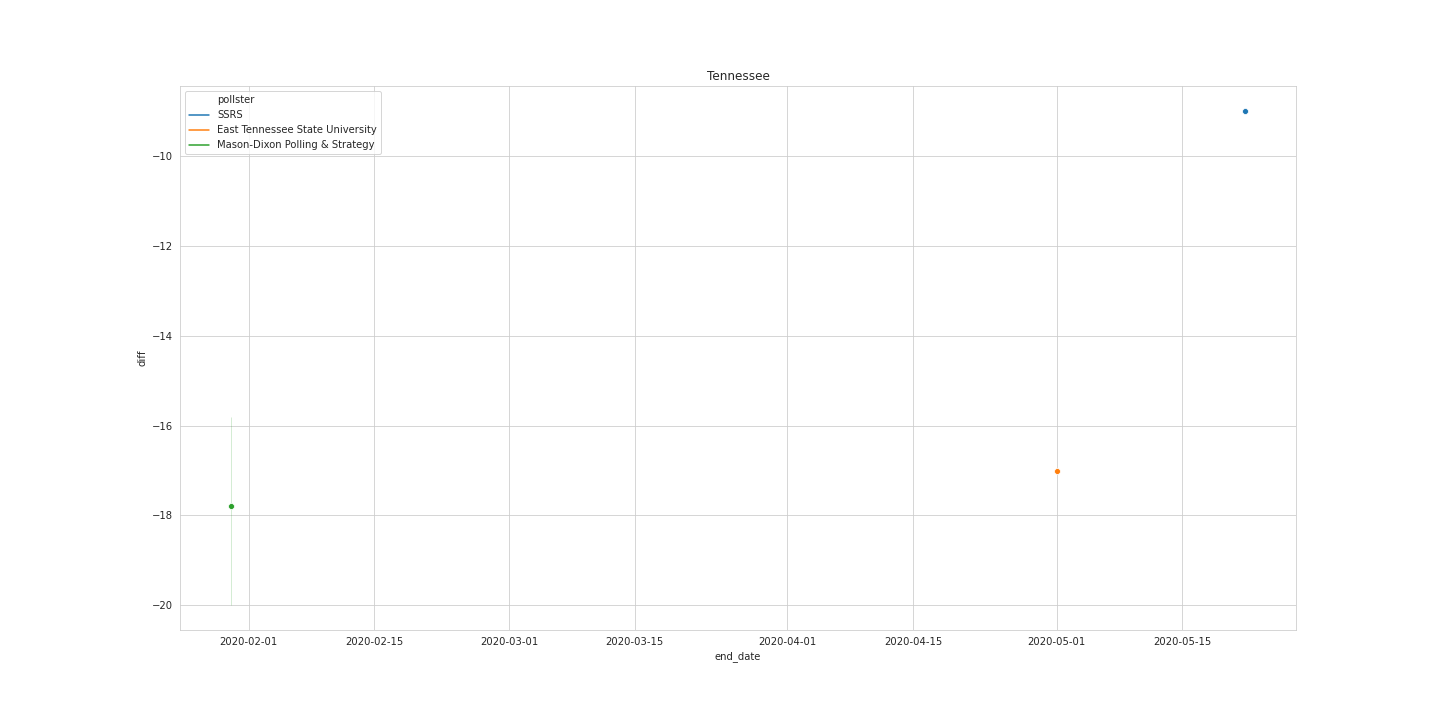 Tennessee
pollster
SSRS
East Tennessee State University
Mason-Dixon Polling & Strategy
−10
−12
−14
−16
−18
−20
diff
2020-02-01 2020-02-15 2020-03-01 2020-03-15 2020-04-01 2020-04-15 2020-05-01 2020-05-15
end_date